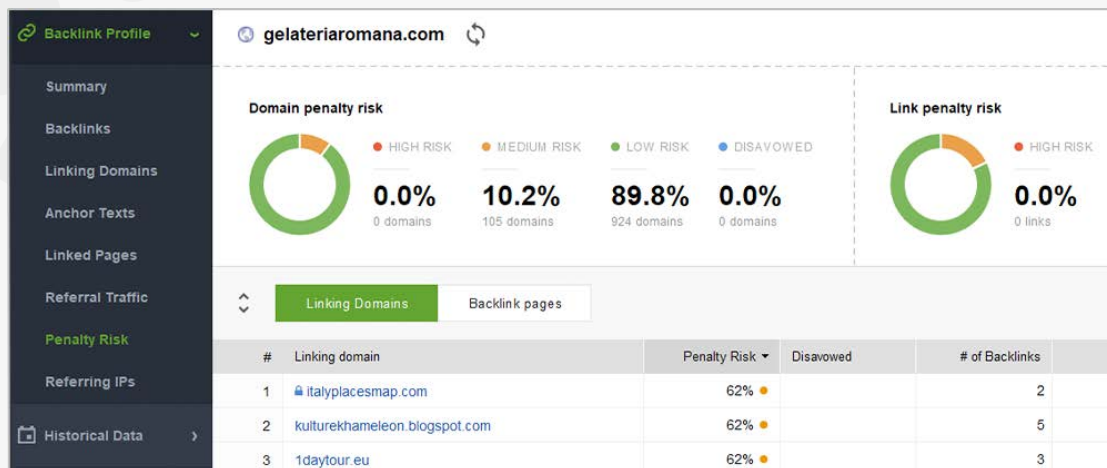 Backlink Profile
Summary
Backlinks
Linking Domains
Anchor Texts
Linked Pages
Referral Traffic
Penalty Risk
Referring IPs
Historical Data
gelateriaromana.com
Domain penalty risk
HIGH RISK MEDIUM RISK LOW RISK DISAVOWED
0.0% 10.2% 89.8% 0.0%
0 domains 105 domains 924 domains 0 domains
Link penalty risk
HIGH RISK
0.0%
0 links
Linking Domains Backlink pages
# Linking domain Penalty Risk Disavowed # of Backlinks
1 italyplacesmap.com 62% 2
2 kulturekhameleon.blogspot.com 62% 5
3 1daytour.eu 62% 3